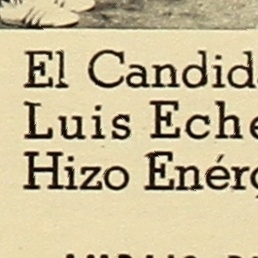 El Candid
Luis Eche
Hizo Enérg